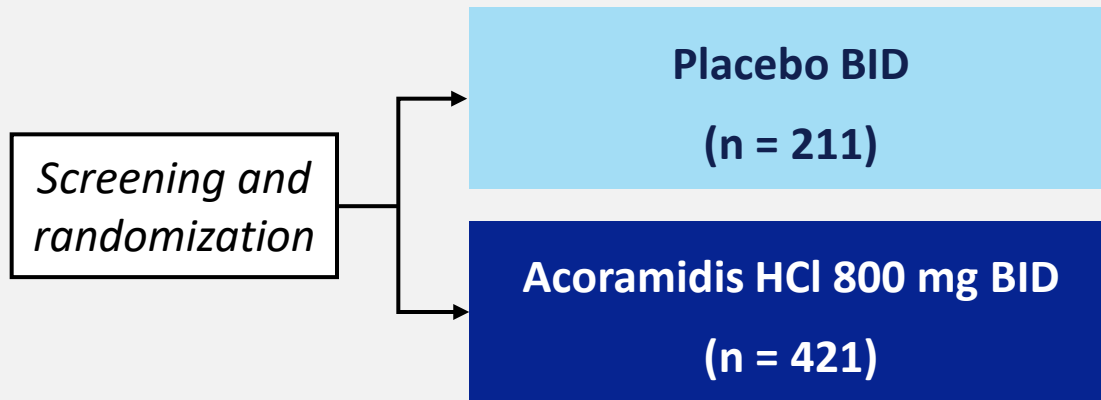 Placebo BID
(n = 211)
Screening and
randomization
Acoramidis HCl 800 mg BID
(n = 421)